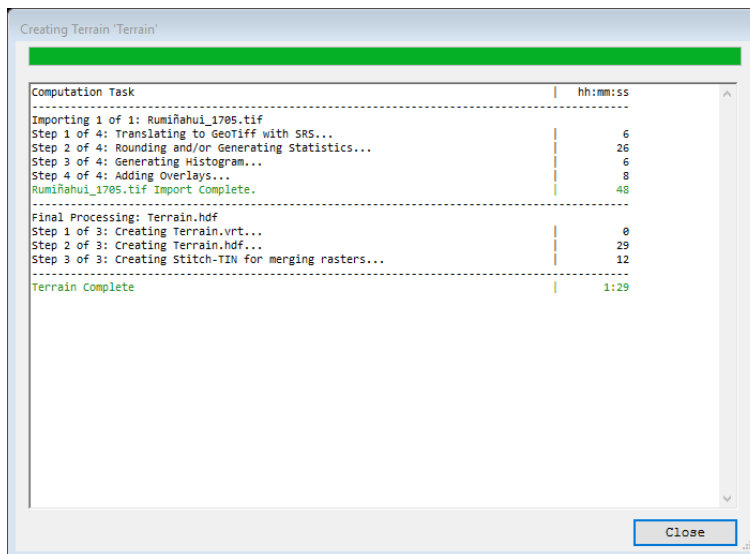 Creating Terrain 'Terrain'
Computation Task | hh:mm:ss
Importing 1 of 1: Rumiñahui_1705.tif
Step 1 of 4: Translating to GeoTiff with SRS... | 6
Step 2 of 4: Rounding and/or Generating Statistics... | 26
Step 3 of 4: Generating Histogram... | 6
Step 4 of 4: Adding Overlays... | 8
Rumiñahui_1705.tif Import Complete. | 48
Final Processing: Terrain.hdf
Step 1 of 3: Creating Terrain.vrt... | 0
Step 2 of 3: Creating Terrain.hdf... | 29
Step 3 of 3: Creating Stitch-TIN for merging rasters... | 12
Terrain Complete | 1:29
Close